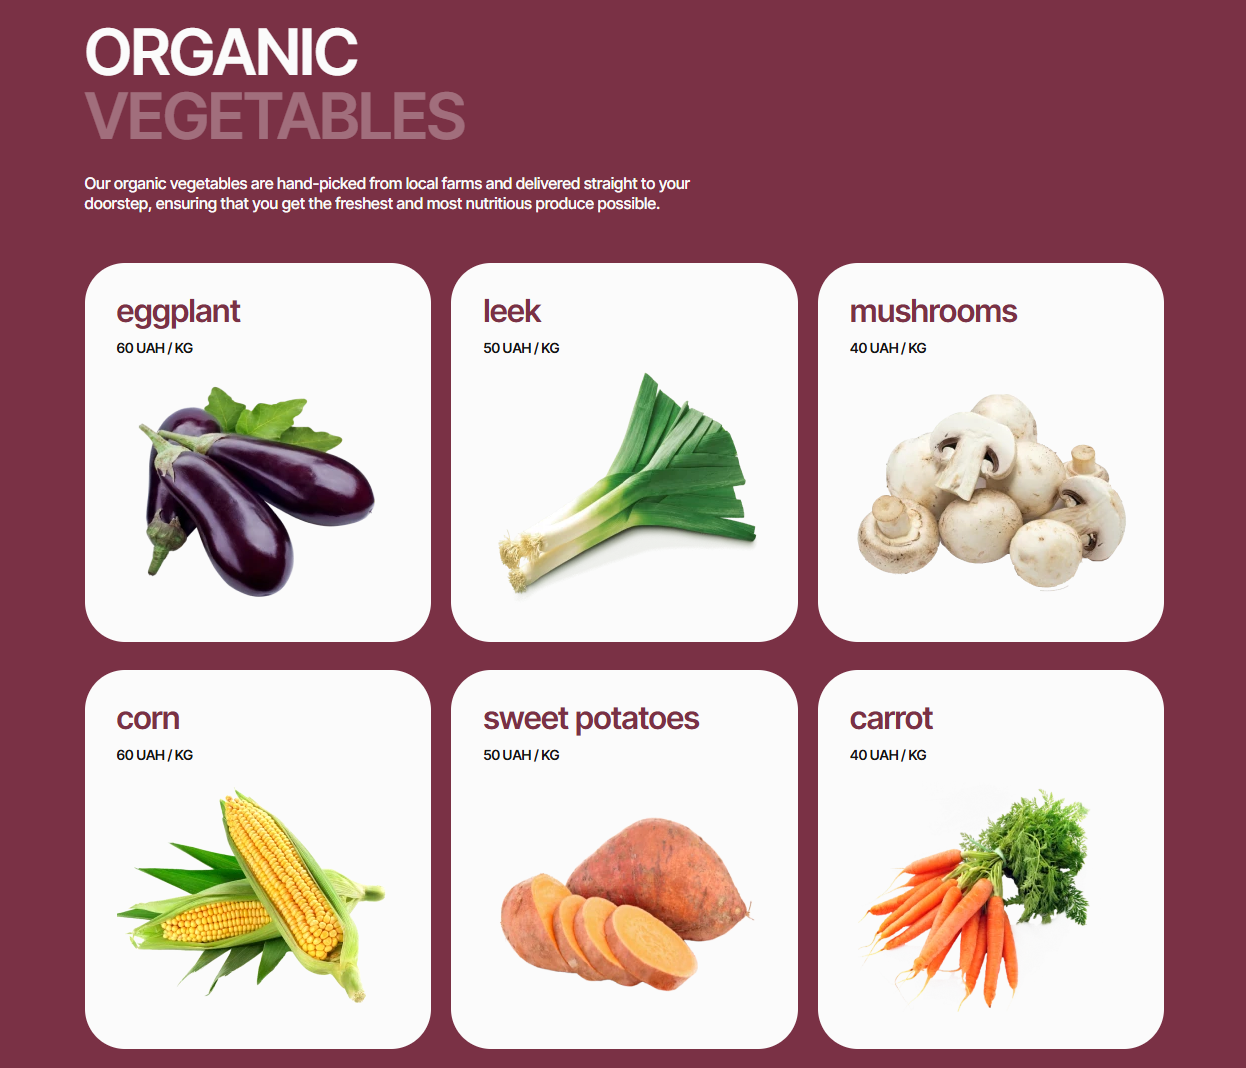 ORGANIC
VEGETABLES
Our organic vegetables are hand-picked from local farms and delivered straight to your
doorstep, ensuring that you get the freshest and most nutritious produce possible.
eggplant
60 UAH / KG
leek
50 UAH / KG
mushrooms
40 UAH / KG
corn
60 UAH / KG
sweet potatoes
50 UAH / KG
carrot
40 UAH / KG